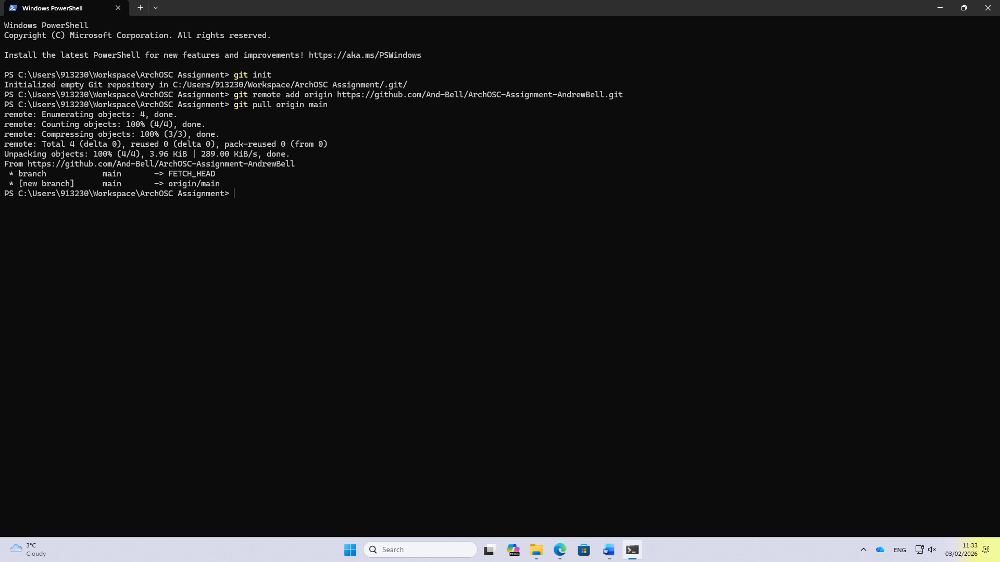 Windows PowerShell
Windows PowerShell
Copyright (C) Microsoft Corporation. All rights reserved.
Install the latest PowerShell for new features and improvements! https://aka.ms/PSWindows
PS C:\Users\913230\Workspace\ArchOSC Assignment> git init
Initialized empty Git repository in C:/Users/913230/Workspace/ArchOSC Assignment/.git/
PS C:\Users\913230\Workspace\ArchOSC Assignment> git remote add origin https://github.com/And-Bell/ArchOSC-Assignment-AndrewBell.git
PS C:\Users\913230\Workspace\ArchOSC Assignment> git pull origin main
remote: Enumerating objects: 4, done.
remote: Counting objects: 100% (4/4), done.
remote: Compressing objects: 100% (3/3), done.
remote: Total 4 (delta 0), reused 0 (delta 0), pack-reused 0 (from 0)
Unpacking objects: 100% (4/4), 3.96 KiB | 289.00 KiB/s, done.
From https://github.com/And-Bell/ArchOSC-Assignment-AndrewBell
 * branch            main       -> FETCH_HEAD
 * [new branch]      main       -> origin/main
PS C:\Users\913230\Workspace\ArchOSC Assignment>
3°C
Cloudy
Search
M365
ENG
11:33
03/02/2026